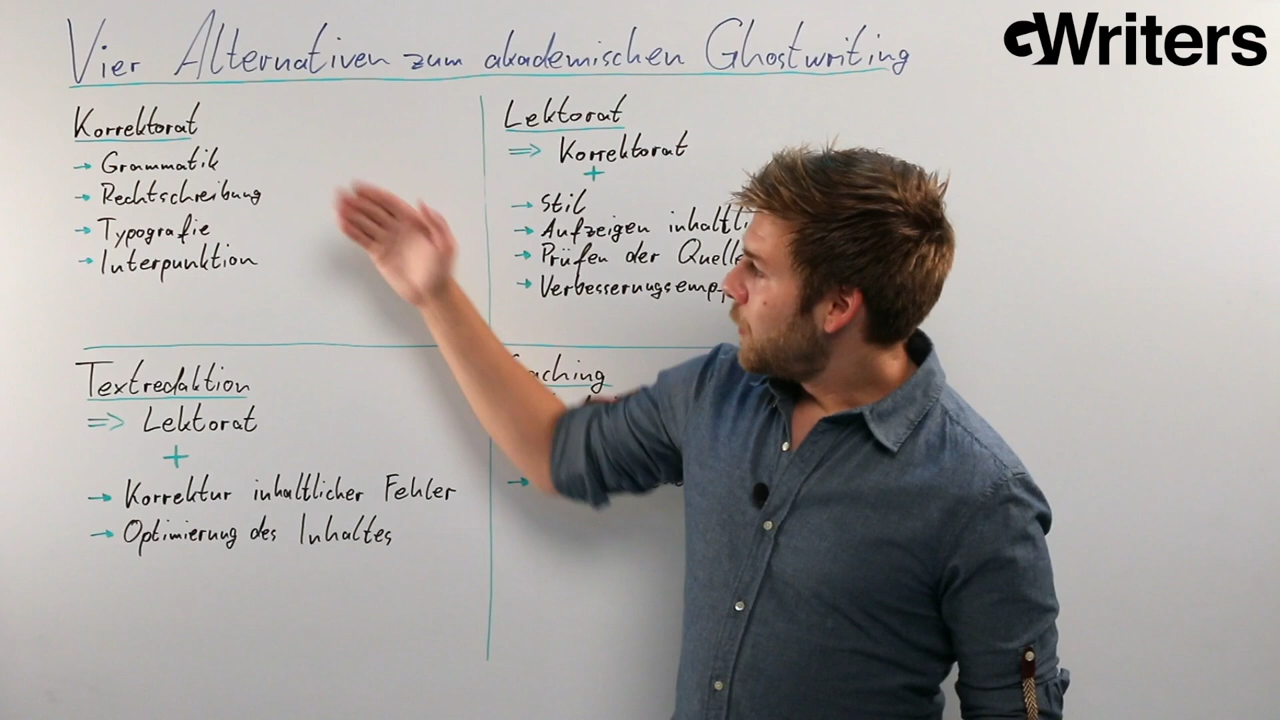 Vier Alternativen zum akademischen Ghostwriting
GWriters
Korrektorat
→ Grammatik
→ Rechtschreibung
→ Typografie
→ Interpunktion
Lektorat
⇒ Korrektorat
+
→ Stil
→ Aufzeigen
→ Prüfen der
Textredaktion
⇒ Lektorat
+
→ Korrektur inhaltlicher Fehler
→ Optimierung des Inhaltes
→